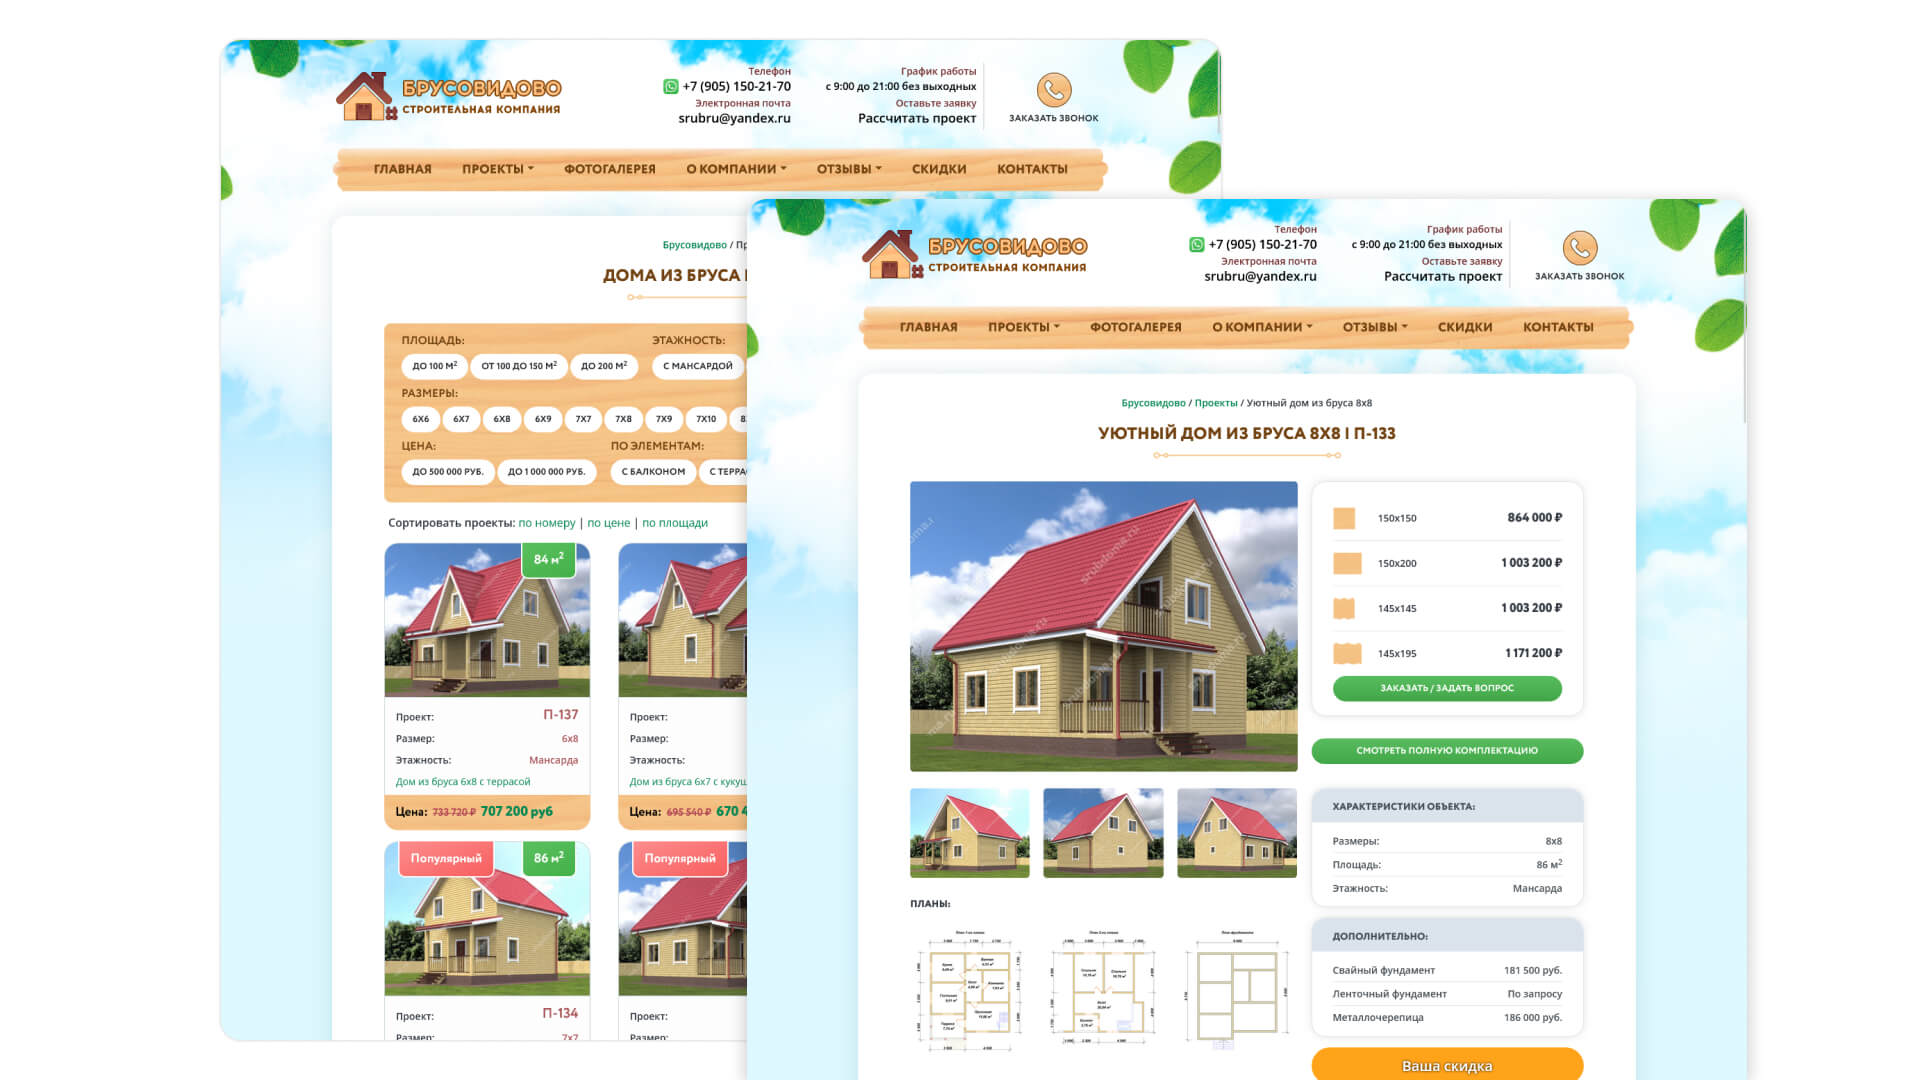 БРУСОВИДОВО
СТРОИТЕЛЬНАЯ КОМПАНИЯ
Телефон
+7 (905) 150-21-70
Электронная почта
srubru@yandex.ru
График работы
с 9:00 до 21:00 без выходных
Оставьте заявку
Рассчитать проект
ЗАКАЗАТЬ ЗВОНОК
ГЛАВНАЯ ПРОЕКТЫ ФОТОГАЛЕРЕЯ О КОМПАНИИ ОТЗЫВЫ СКИДКИ КОНТАКТЫ
Брусовидово / Пр
ДОМА ИЗ БРУСА
ПЛОЩАДЬ: ЭТАЖНОСТЬ:
ДО 100 М² ОТ 100 ДО 150 М² ДО 200 М² С МАНСАРДОЙ
РАЗМЕРЫ:
6Х6 6Х7 6Х8 6Х9 7Х7 7Х8 7Х9 7Х10 8
ЦЕНА: ПО ЭЛЕМЕНТАМ:
ДО 500 000 РУБ. ДО 1 000 000 РУБ. С БАЛКОНОМ С ТЕРРА
Сортировать проекты: по номеру | по цене | по площади
84 м²
Проект: П-137
Размер: 6х8
Этажность: Мансарда
Дом из бруса 6х8 с террасой
Цена: 733 720 ₽ 707 200 руб
Проект:
Размер:
Этажность:
Дом из бруса 6х7 с кукуш
Цена: 695 540 ₽ 670 4
Популярный 86 м²
Проект: П-134
Размер: 7х7
Популярный
Проект:
Размер:
БРУСОВИДОВО
СТРОИТЕЛЬНАЯ КОМПАНИЯ
Телефон
+7 (905) 150-21-70
Электронная почта
srubru@yandex.ru
График работы
с 9:00 до 21:00 без выходных
Оставьте заявку
Рассчитать проект
ЗАКАЗАТЬ ЗВОНОК
ГЛАВНАЯ ПРОЕКТЫ ФОТОГАЛЕРЕЯ О КОМПАНИИ ОТЗЫВЫ СКИДКИ КОНТАКТЫ
Брусовидово / Проекты / Уютный дом из бруса 8х8
УЮТНЫЙ ДОМ ИЗ БРУСА 8Х8 | П-133
srubdoma.ru
150х150 864 000 ₽
150х200 1 003 200 ₽
145х145 1 003 200 ₽
145х195 1 171 200 ₽
ЗАКАЗАТЬ / ЗАДАТЬ ВОПРОС
СМОТРЕТЬ ПОЛНУЮ КОМПЛЕКТАЦИЮ
ХАРАКТЕРИСТИКИ ОБЪЕКТА:
Размеры: 8х8
Площадь: 86 м²
Этажность: Мансарда
ПЛАНЫ:
ДОПОЛНИТЕЛЬНО:
Свайный фундамент 181 500 руб.
Ленточный фундамент По запросу
Металлочерепица 186 000 руб.
Ваша скидка